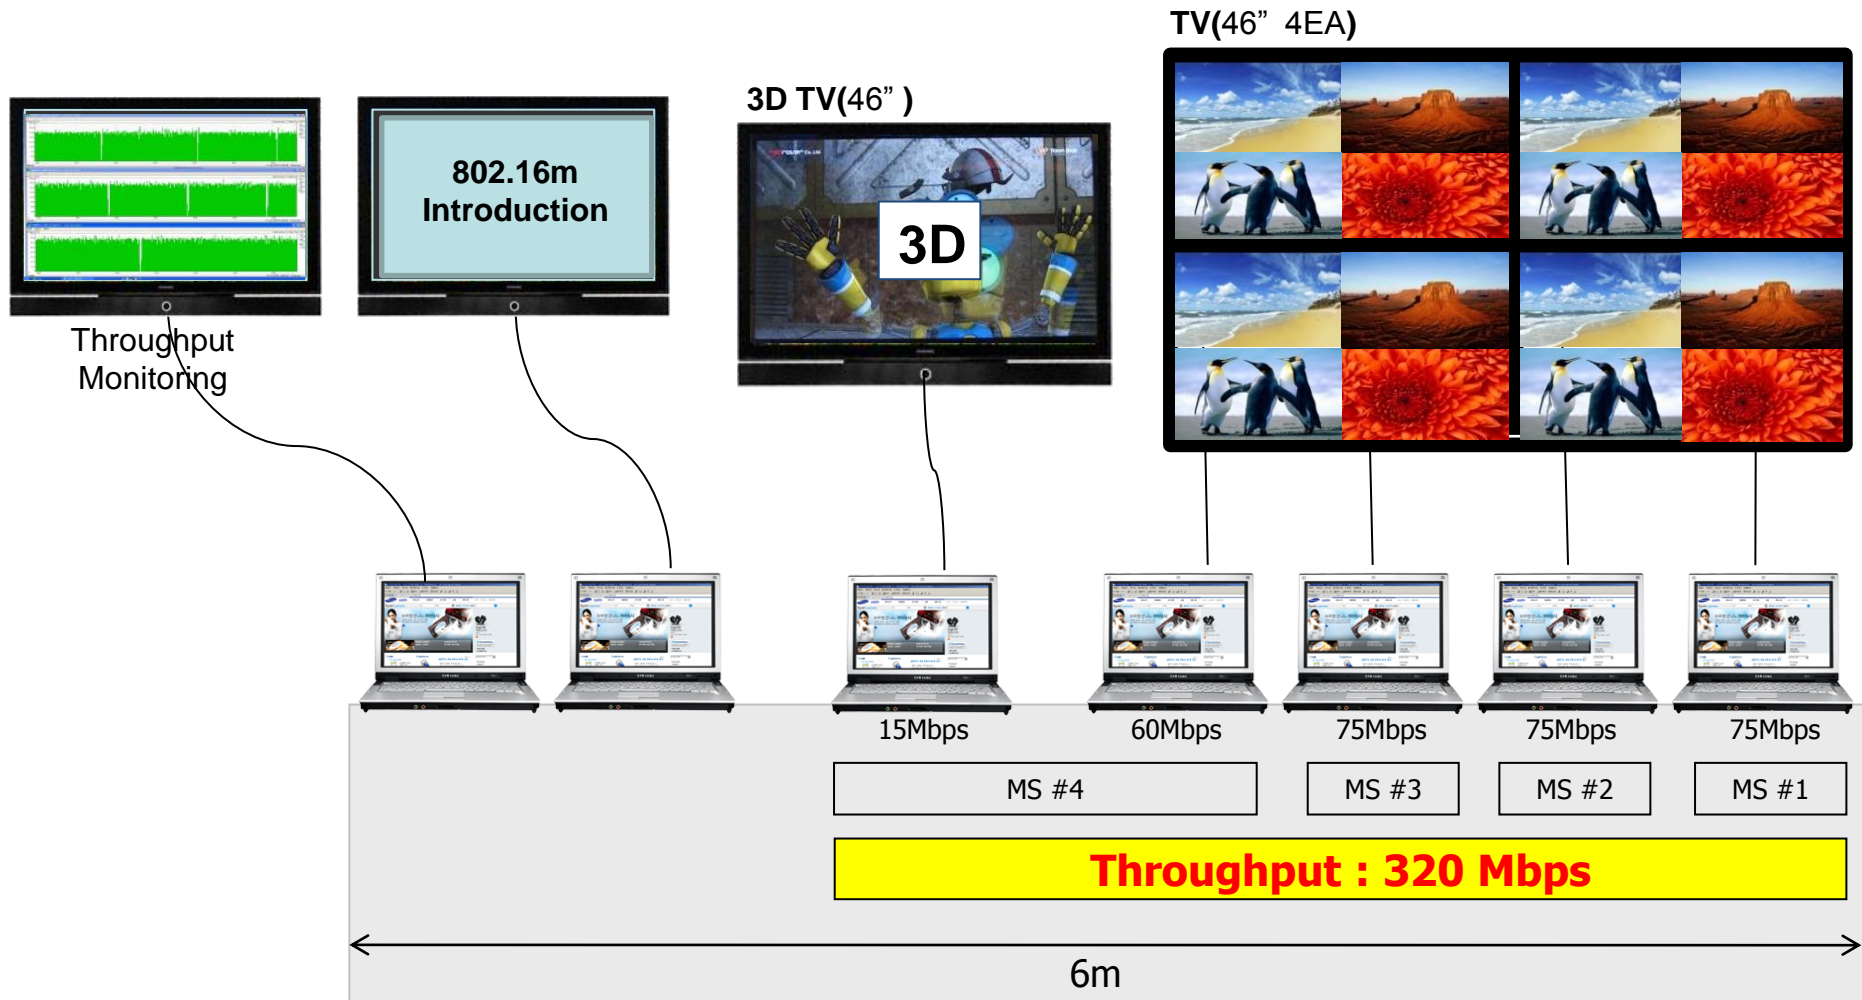 TV(46” 4EA)
3D TV(46” )
802.16m
Introduction
3D
Throughput
Monitoring
15Mbps
60Mbps
75Mbps
75Mbps
75Mbps
MS #4
MS #3
MS #2
MS #1
Throughput : 320 Mbps
6m